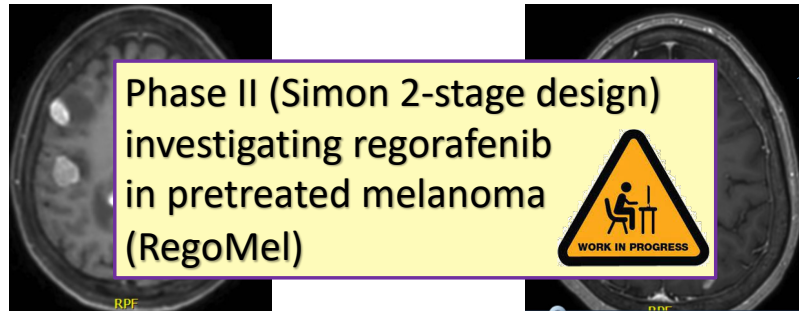 Phase II (Simon 2-stage design)
investigating regorafenib
in pretreated melanoma
(RegoMel)
WORK IN PROGRESS
RPF
RPF